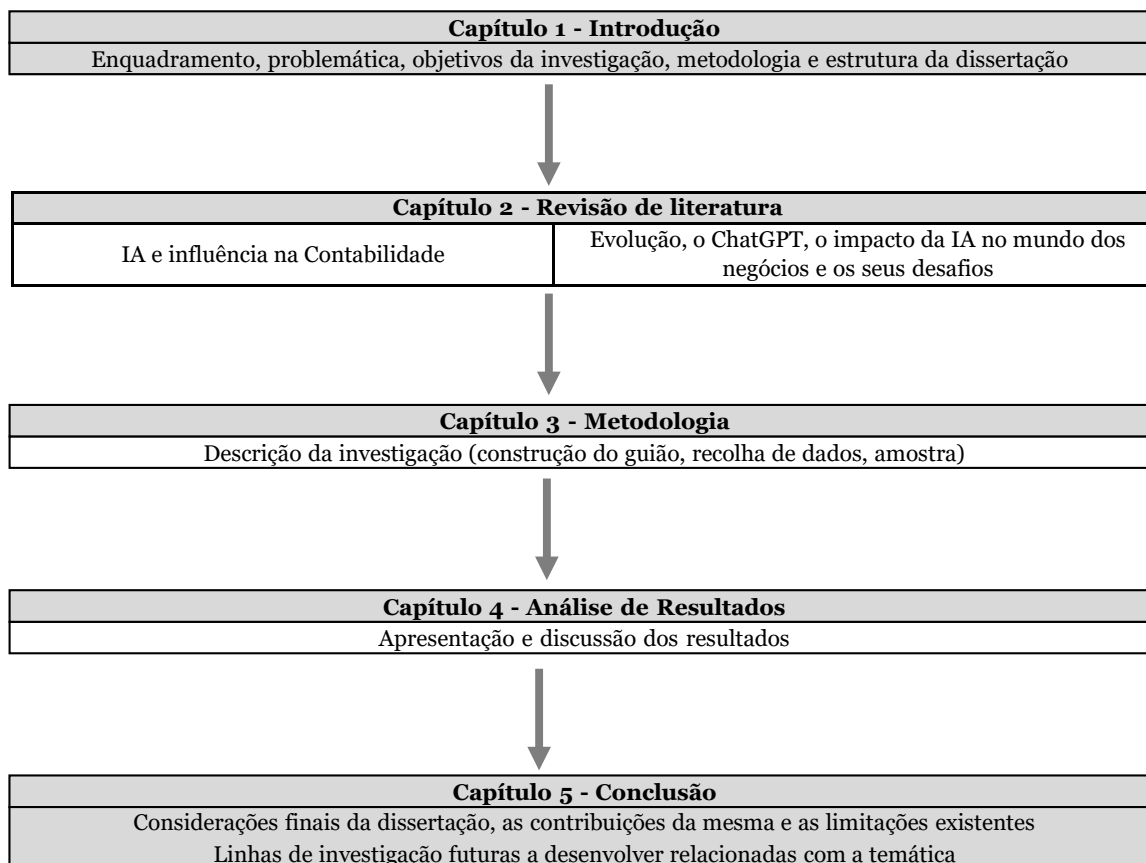 Capítulo 1 - Introdução
Enquadramento, problemática, objetivos da investigação, metodologia e estrutura da dissertação
Capítulo 2 - Revisão de literatura
IA e influência na Contabilidade
Evolução, o ChatGPT, o impacto da IA no mundo dos
negócios e os seus desafios
Capítulo 3 - Metodologia
Descrição da investigação (construção do guião, recolha de dados, amostra)
Capítulo 4 - Análise de Resultados
Apresentação e discussão dos resultados
Capítulo 5 - Conclusão
Considerações finais da dissertação, as contribuições da mesma e as limitações existentes
Linhas de investigação futuras a desenvolver relacionadas com a temática